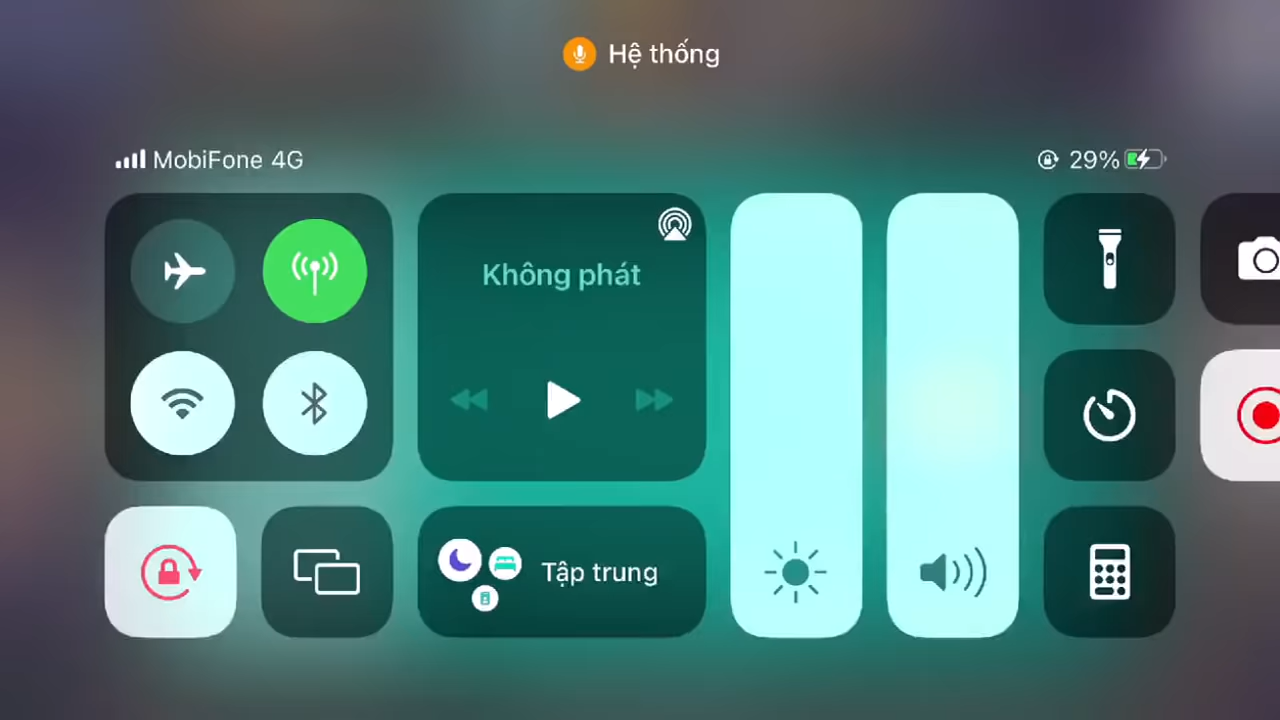 Hệ thống
MobiFone 4G
29%
Không phát
Tập trung